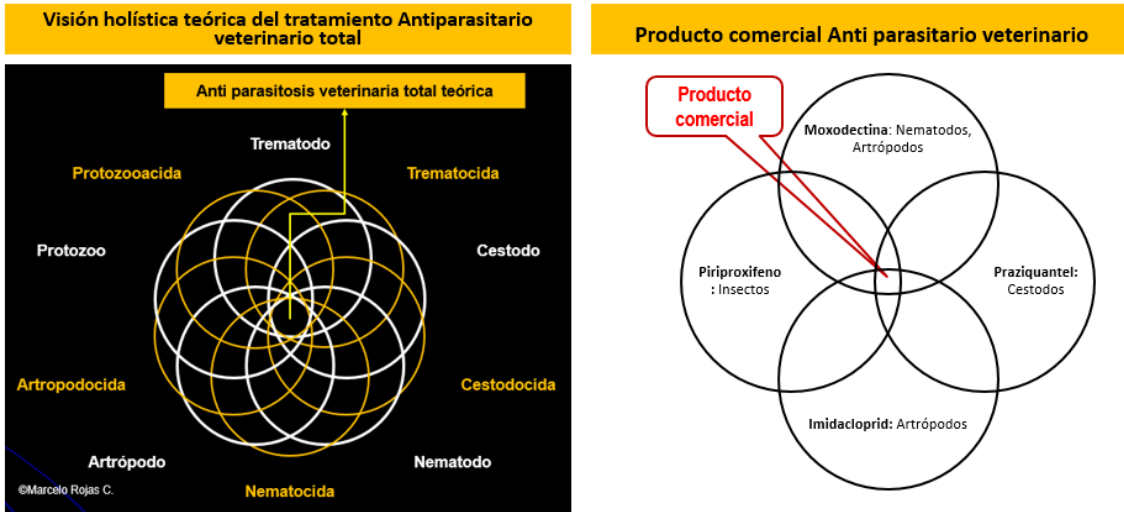 Visión holística teórica del tratamiento Antiparasitario
veterinario total
Anti parasitosis veterinaria total teórica
Trematodo
Protozooacida
Trematocida
Protozoo
Cestodo
Artropodocida
Cestodocida
Artrópodo
Nematodo
©Marcelo Rojas C.
Nematocida
Producto comercial Anti parasitario veterinario
Producto
comercial
Moxodectina: Nematodos,
Artrópodos
Piriproxifeno
: Insectos
Praziquantel:
Cestodos
Imidacloprid: Artrópodos